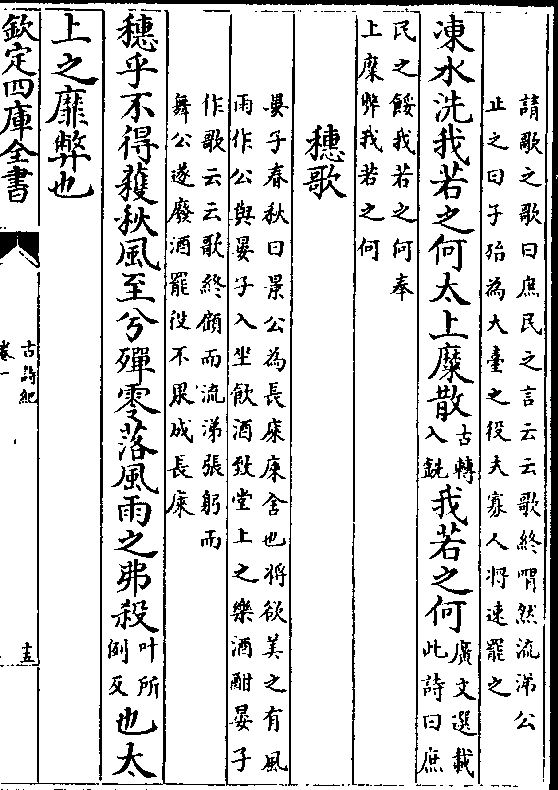 請歌之歌曰庶民之言云云歌終喟然流涕公
止之曰子殆為大臺之役夫寡人將速罷之
凍水洗我若之何太上糜散古轉入銑我若之何廣文選載此詩曰庶
民之餒我若之何奉
上糜弊我若之何
穗歌
晏子春秋曰景公為長庲庲舍也將欲美之有風
雨作公與晏子入坐飲酒致堂上之樂酒酣晏子
作歌云云歌終顧而流涕張躬而
舞公遂廢酒罷役不果成長庲
穗乎不得穫秋風至兮殫零落風雨之弗殺叶所例反也太
上之靡弊也
欽定四庫全書
古詩紀
卷一
十五